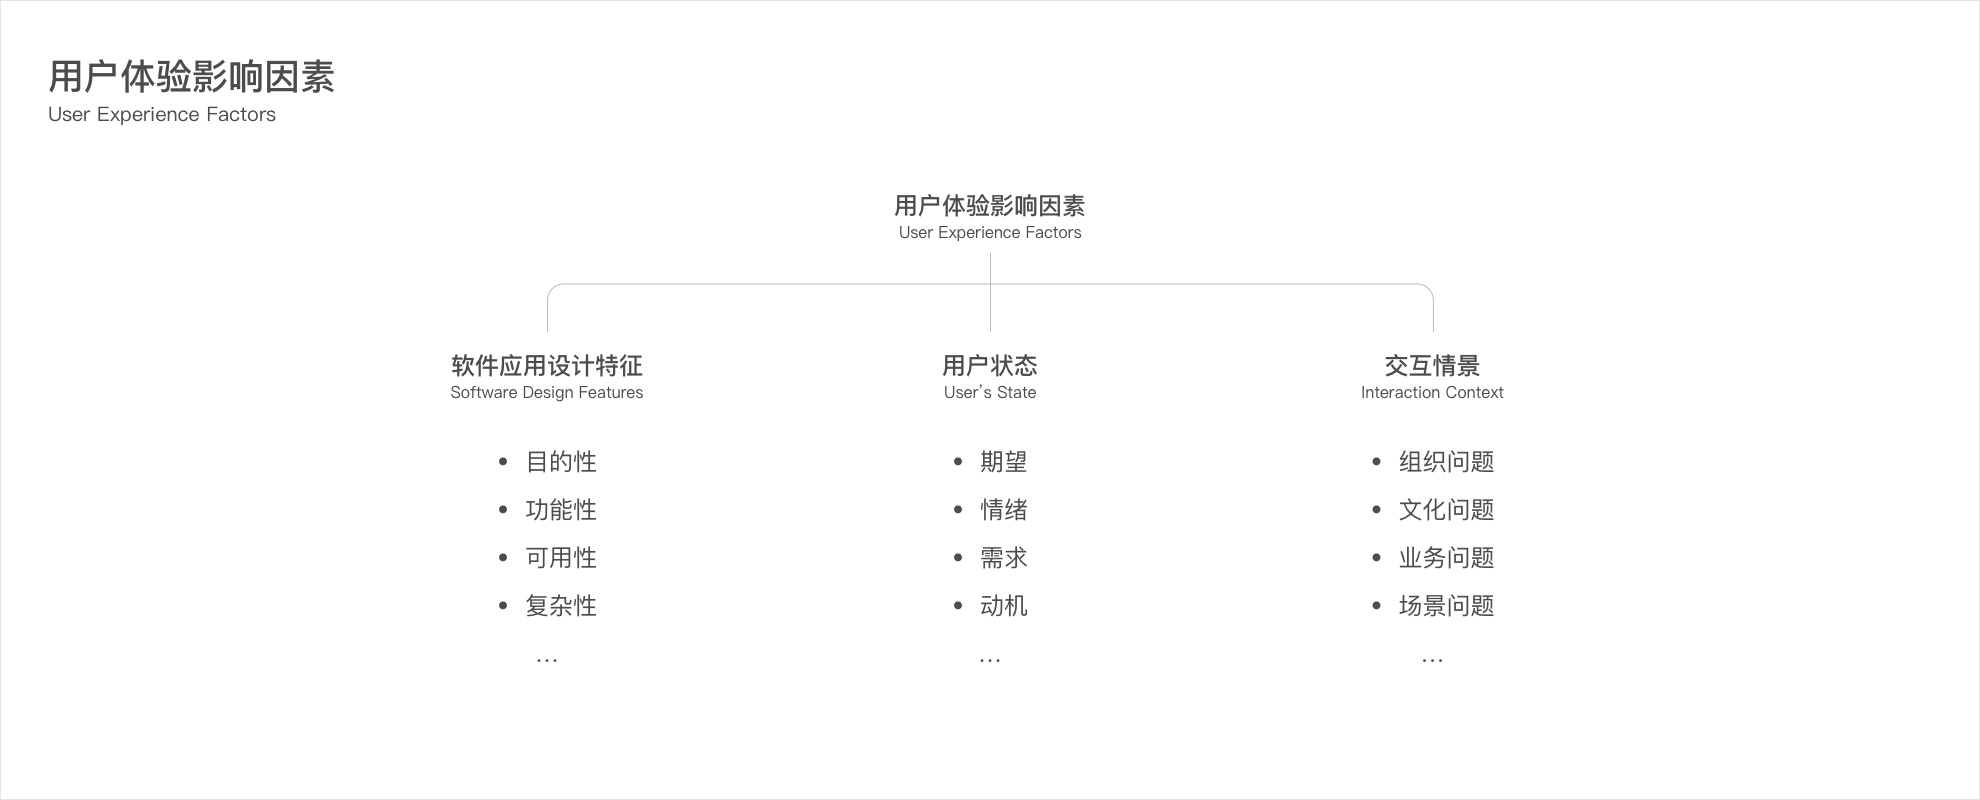 用户体验影响因素
User Experience Factors
用户体验影响因素
User Experience Factors
软件应用设计特征
Software Design Features
• 目的性
• 功能性
• 可用性
• 复杂性
...
用户状态
User's State
• 期望
• 情绪
• 需求
• 动机
...
交互情景
Interaction Context
• 组织问题
• 文化问题
• 业务问题
• 场景问题
...